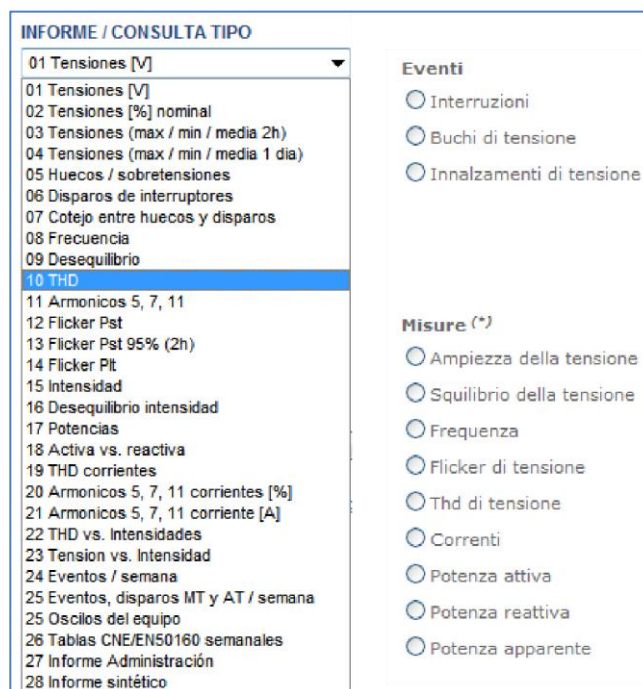 INFORME / CONSULTA TIPO
01 Tensiones [V]
01 Tensiones [V]
02 Tensiones [%] nominal
03 Tensiones (max / min / media 2h)
04 Tensiones (max / min / media 1 dia)
05 Huecos / sobretensiones
06 Disparos de interruptores
07 Cotejo entre huecos y disparos
08 Frecuencia
09 Desequilibrio
10 THD
11 Armonicos 5, 7, 11
12 Flicker Pst
13 Flicker Pst 95% (2h)
14 Flicker Plt
15 Intensidad
16 Desequilibrio intensidad
17 Potencias
18 Activa vs. reactiva
19 THD corrientes
20 Armonicos 5, 7, 11 corrientes [%]
21 Armonicos 5, 7, 11 corriente [A]
22 THD vs. Intensidades
23 Tension vs. Intensidad
24 Eventos / semana
25 Eventos, disparos MT y AT / semana
25 Oscilos del equipo
26 Tablas CNE/EN50160 semanales
27 Informe Administración
28 Informe sintético
Eventi
Interruzioni
Buchi di tensione
Innalzamenti di tensione
Misure (*)
Ampiezza della tensione
Squilibrio della tensione
Frequenza
Flicker di tensione
Thd di tensione
Correnti
Potenza attiva
Potenza reattiva
Potenza apparente